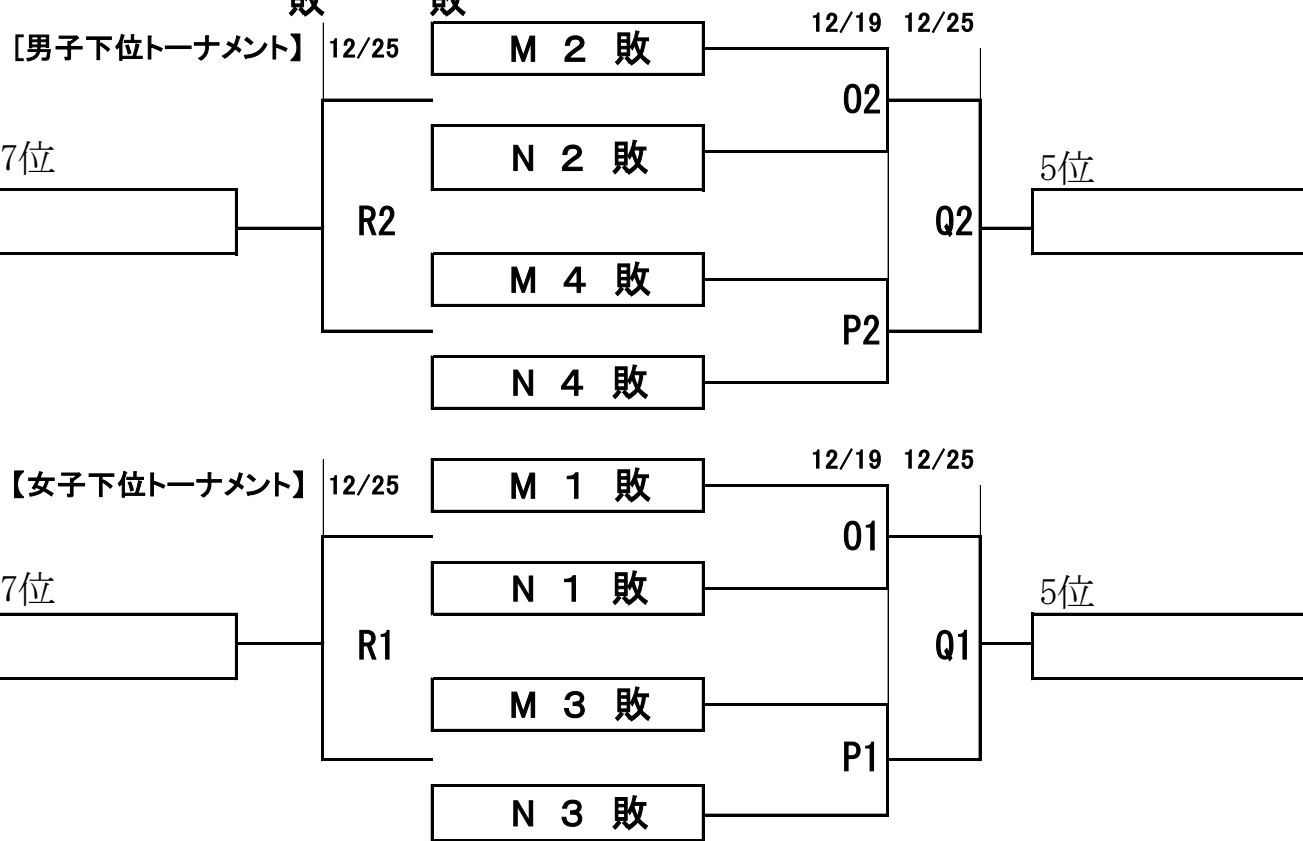 敗 敗
[男子下位トーナメント】 12/25 M 2 敗 12/19 12/25
O2
7位 N 2 敗 5位
R2 Q2
M 4 敗
P2
N 4 敗
【女子下位トーナメント】 12/25 M 1 敗 12/19 12/25
O1
7位 N 1 敗 5位
R1 Q1
M 3 敗
P1
N 3 敗